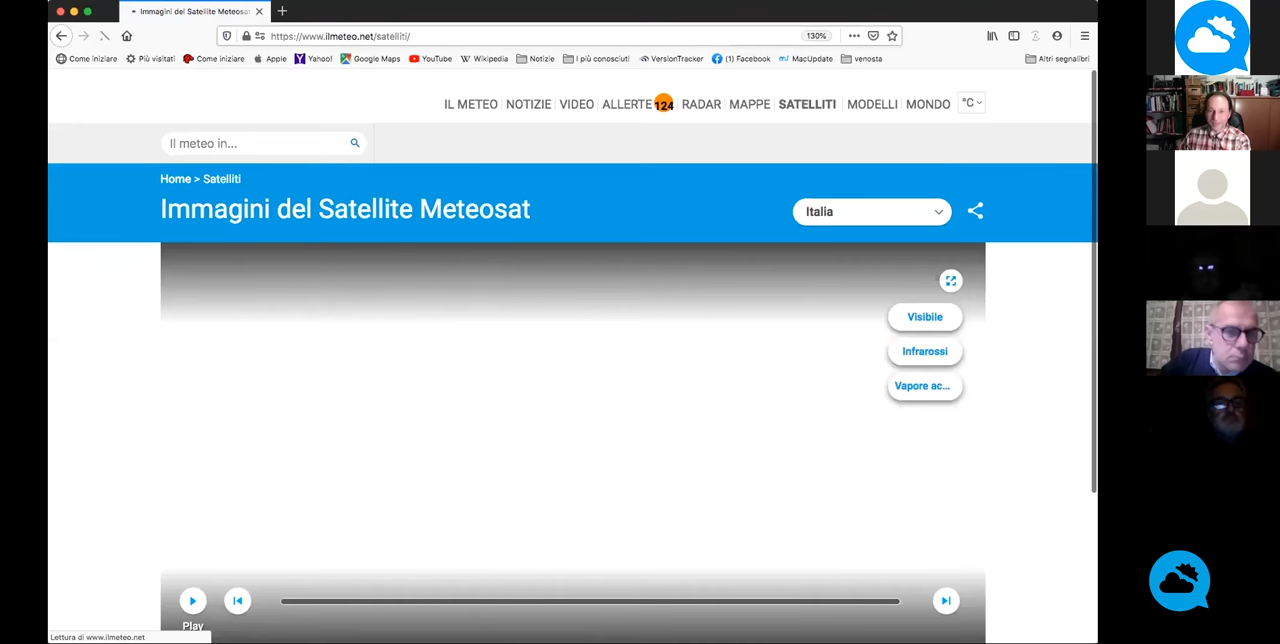 Immagini del Satellite Meteosat
https://www.ilmeteo.net/satelliti/
130%
Come iniziare
Più visitati
Come iniziare
Apple
Yahoo!
Google Maps
YouTube
Wikipedia
Notizie
I più conosciuti
VersionTracker
(1) Facebook
MacUpdate
venosta
Altri segnalibri
IL METEO
NOTIZIE
VIDEO
ALLERTE 124
RADAR
MAPPE
SATELLITI
MODELLI
MONDO
°C
Il meteo in...
Home > Satelliti
Immagini del Satellite Meteosat
Italia
Visibile
Infrarossi
Vapore ac...
Play
Lettura di www.ilmeteo.net